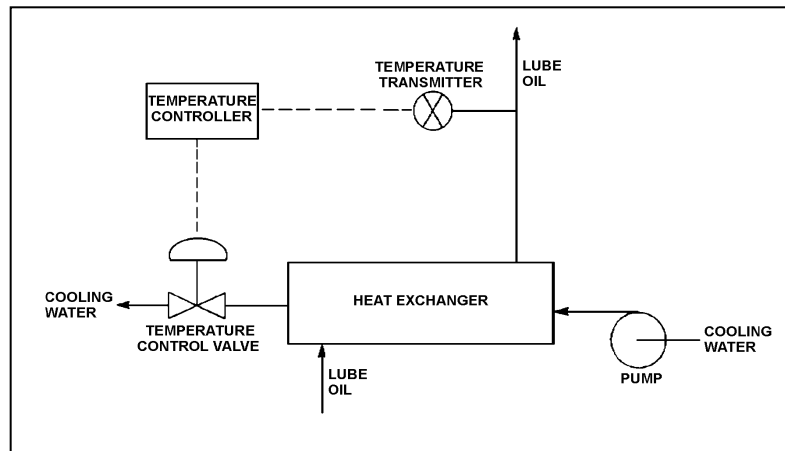 LUBE
OIL
TEMPERATURE
TRANSMITTER
TEMPERATURE
CONTROLLER
HEAT EXCHANGER
COOLING
WATER
TEMPERATURE
CONTROL VALVE
COOLING
WATER
LUBE
OIL
PUMP